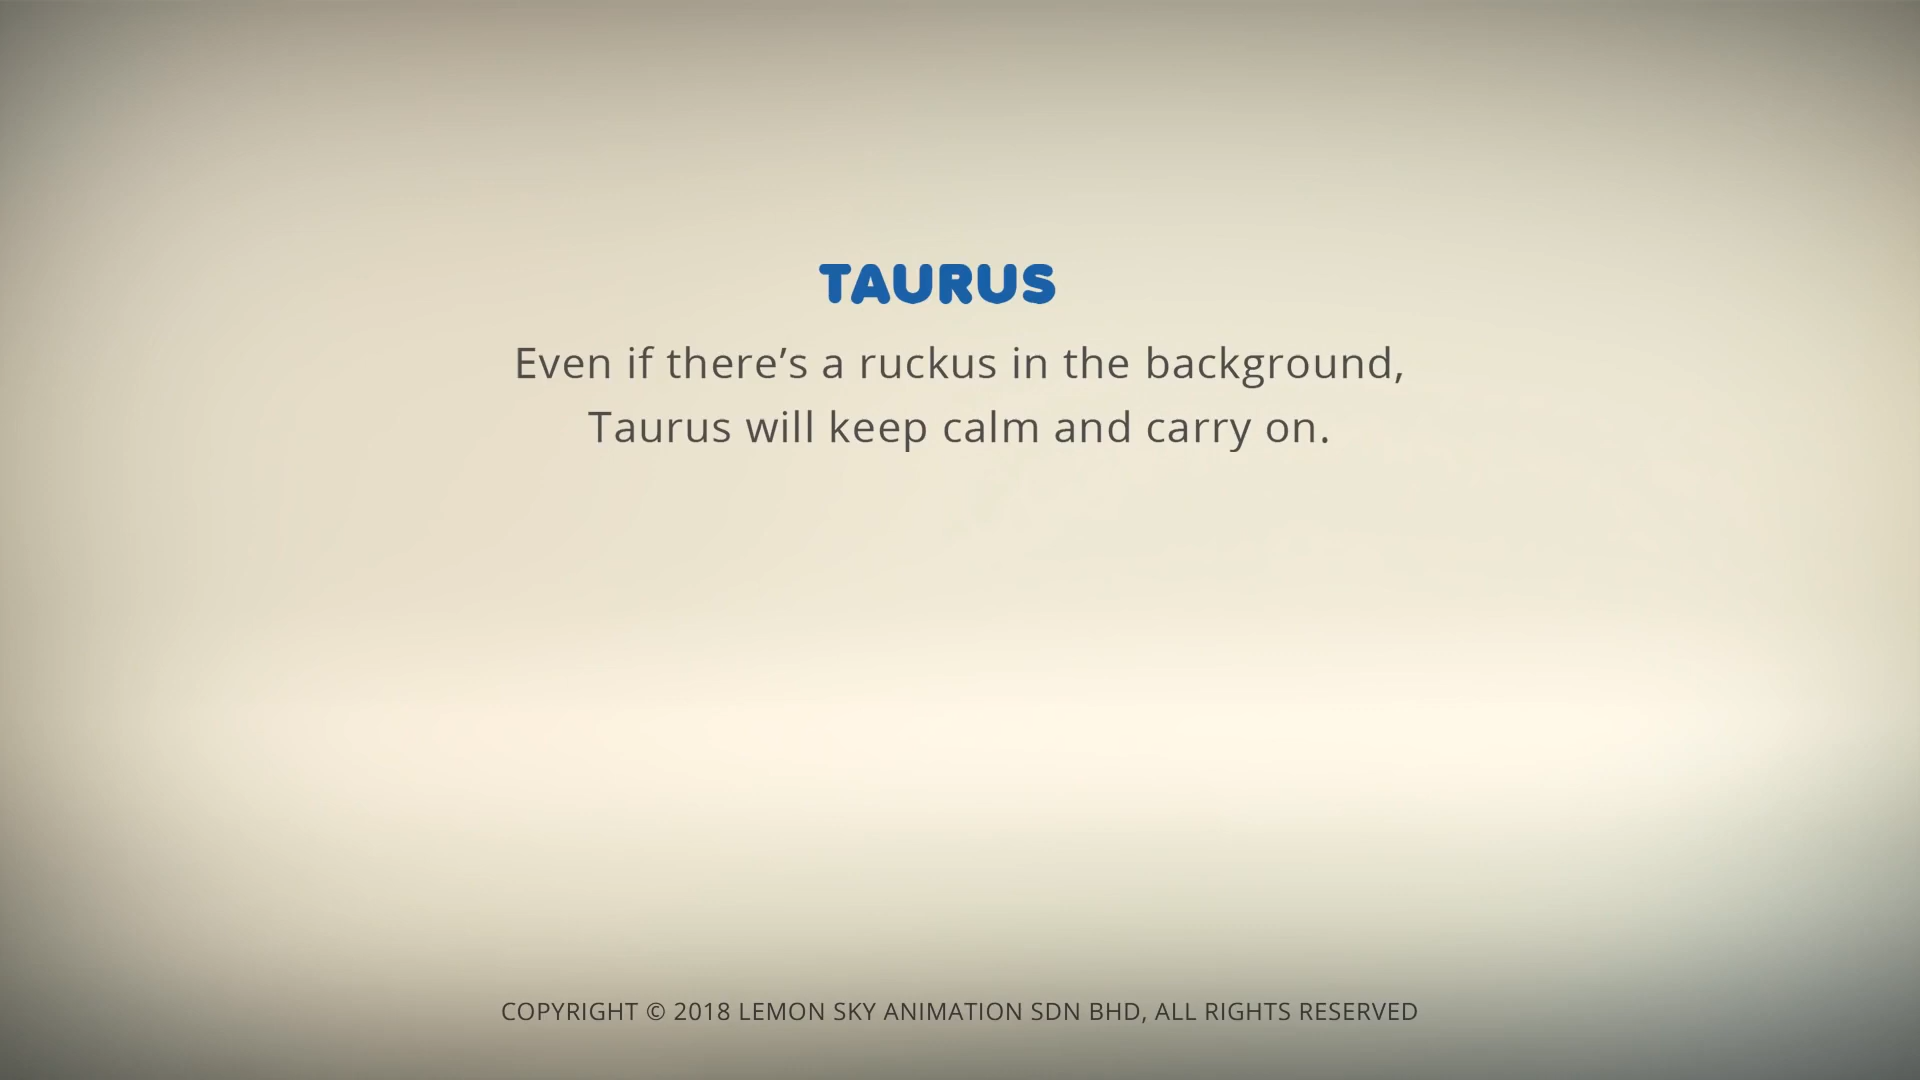 TAURUS
Even if there’s a ruckus in the background,
Taurus will keep calm and carry on.
COPYRIGHT © 2018 LEMON SKY ANIMATION SDN BHD, ALL RIGHTS RESERVED